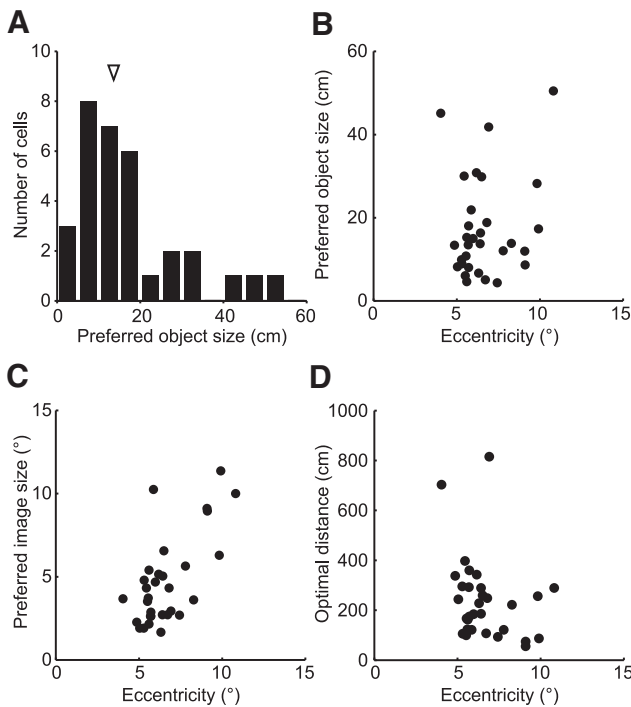 A
10
8
6
4
2
0
Number of cells
0 20 40 60
Preferred object size (cm)
B
60
40
20
0
Preferred object size (cm)
0 5 10 15
Eccentricity (°)
C
15
10
5
0
Preferred image size (°)
0 5 10 15
Eccentricity (°)
D
1000
800
600
400
200
0
Optimal distance (cm)
0 5 10 15
Eccentricity (°)